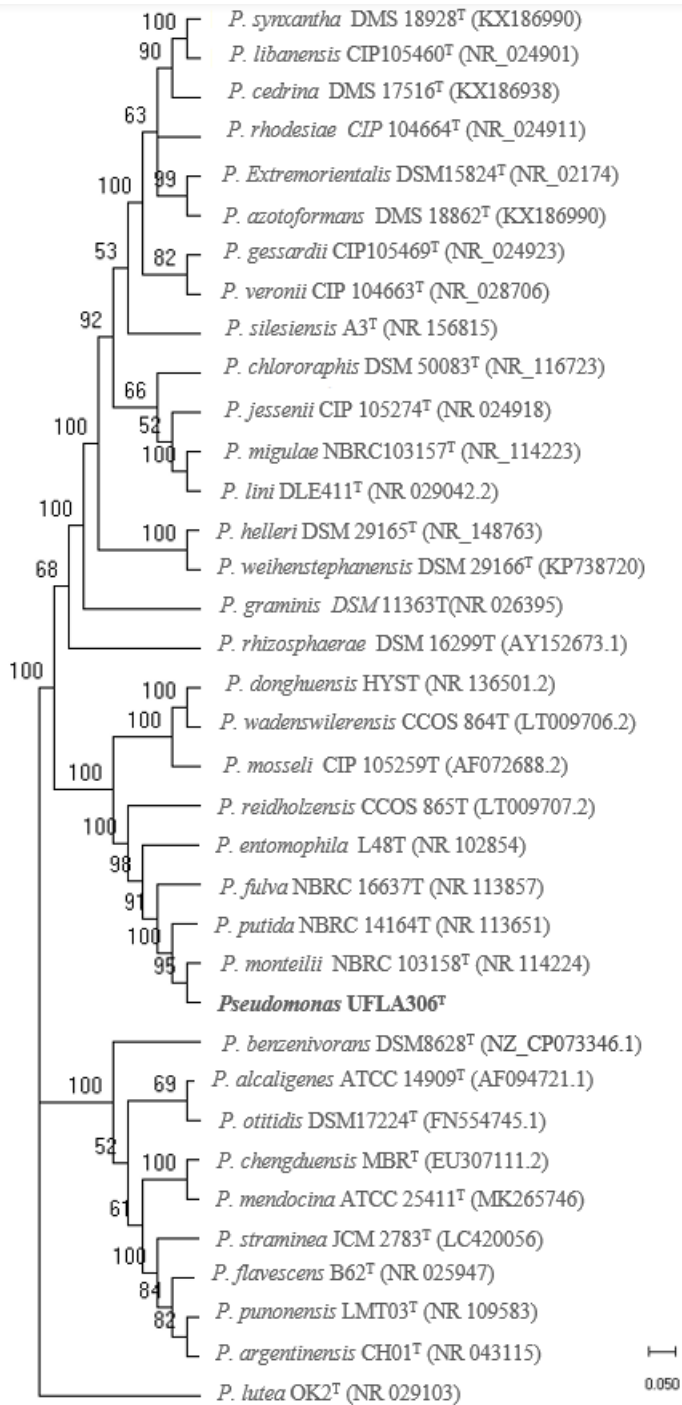 100 P. synxantha DMS 18928ᵀ (KX186990)
90 P. libanensis CIP105460ᵀ (NR_024901)
P. cedrina DMS 17516ᵀ (KX186938)
63
P. rhodesiae CIP 104664ᵀ (NR_024911)
100 99 P. Extremorientalis DSM15824ᵀ (NR_02174)
P. azotoformans DMS 18862ᵀ (KX186990)
53 82 P. gessardii CIP105469ᵀ (NR_024923)
P. veronii CIP 104663ᵀ (NR_028706)
92
P. silesiensis A3ᵀ (NR 156815)
P. chlororaphis DSM 50083ᵀ (NR_116723)
66
P. jessenii CIP 105274ᵀ (NR 024918)
100 52
100 P. migulae NBRC103157ᵀ (NR_114223)
P. lini DLE411ᵀ (NR 029042.2)
100 100 P. helleri DSM 29165ᵀ (NR_148763)
68 P. weihenstephanensis DSM 29166ᵀ (KP738720)
P. graminis DSM 11363T(NR 026395)
P. rhizosphaerae DSM 16299T (AY152673.1)
100
100 P. donghuensis HYST (NR 136501.2)
100 P. wadenswilerensis CCOS 864T (LT009706.2)
100 P. mosseli CIP 105259T (AF072688.2)
P. reidholzensis CCOS 865T (LT009707.2)
100
P. entomophila L48T (NR 102854)
98
P. fulva NBRC 16637T (NR 113857)
91
P. putida NBRC 14164T (NR 113651)
100
95 P. monteilii NBRC 103158ᵀ (NR 114224)
Pseudomonas UFLA306ᵀ
P. benzenivorans DSM8628ᵀ (NZ_CP073346.1)
100 69 P. alcaligenes ATCC 14909ᵀ (AF094721.1)
P. otitidis DSM17224ᵀ (FN554745.1)
52
100 P. chengduensis MBRᵀ (EU307111.2)
61 P. mendocina ATCC 25411ᵀ (MK265746)
P. straminea JCM 2783ᵀ (LC420056)
100
P. flavescens B62ᵀ (NR 025947)
84
82 P. punonensis LMT03ᵀ (NR 109583)
P. argentinensis CH01ᵀ (NR 043115)
0.050
P. lutea OK2ᵀ (NR 029103)